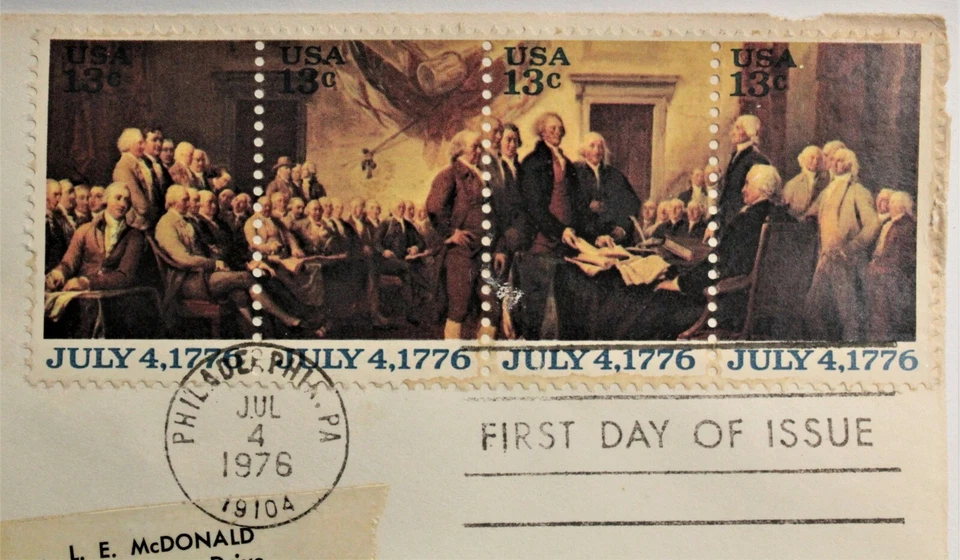 USA 13c
USA 13c
USA 13c
USA 13c
JULY 4,1776
JULY 4,1776
JULY 4,1776
JULY 4,1776
PHILADELPHIA, PA
JUL
4
1976
19104
FIRST DAY OF ISSUE
L. E. McDONALD
Drive